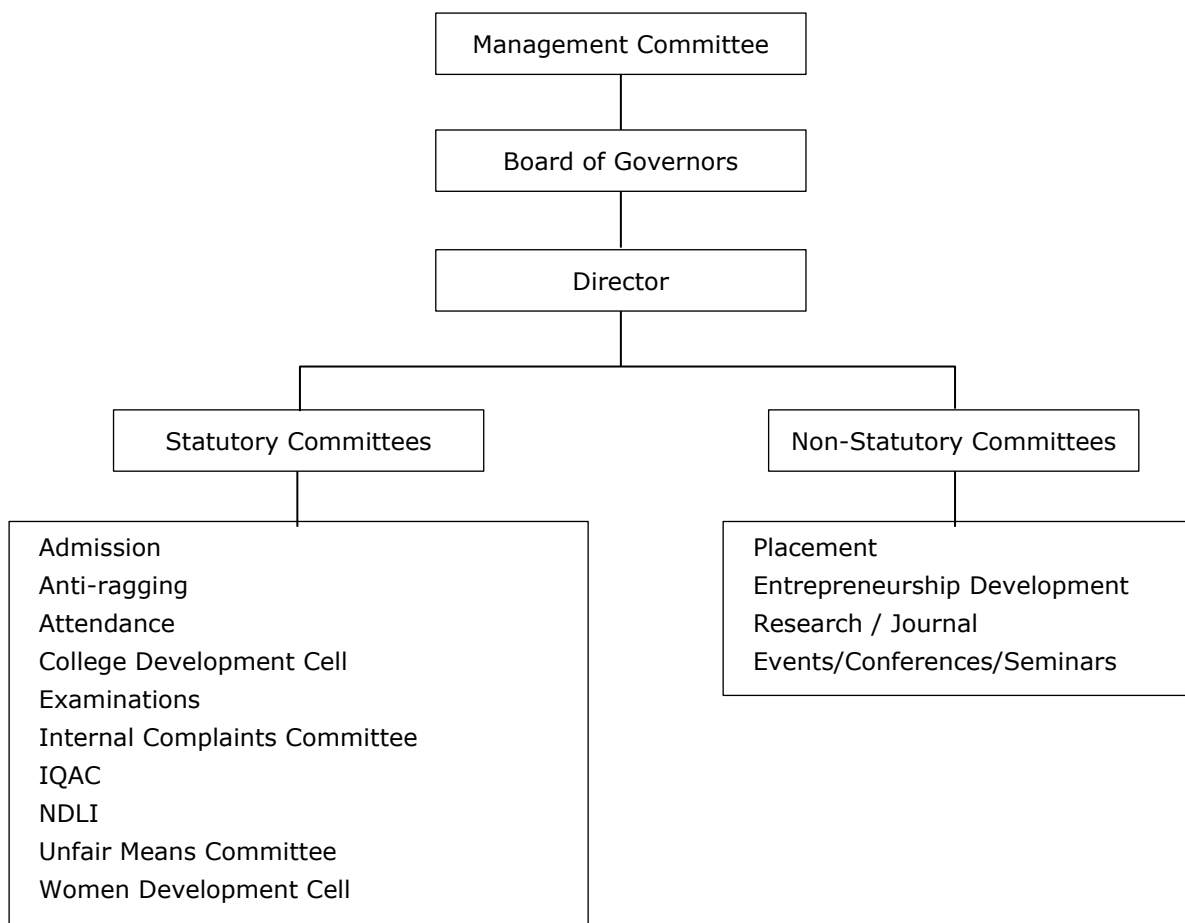 Management Committee
Board of Governors
Director
Statutory Committees
Non-Statutory Committees
Admission
Anti-ragging
Attendance
College Development Cell
Examinations
Internal Complaints Committee
IQAC
NDLI
Unfair Means Committee
Women Development Cell
Placement
Entrepreneurship Development
Research / Journal
Events/Conferences/Seminars